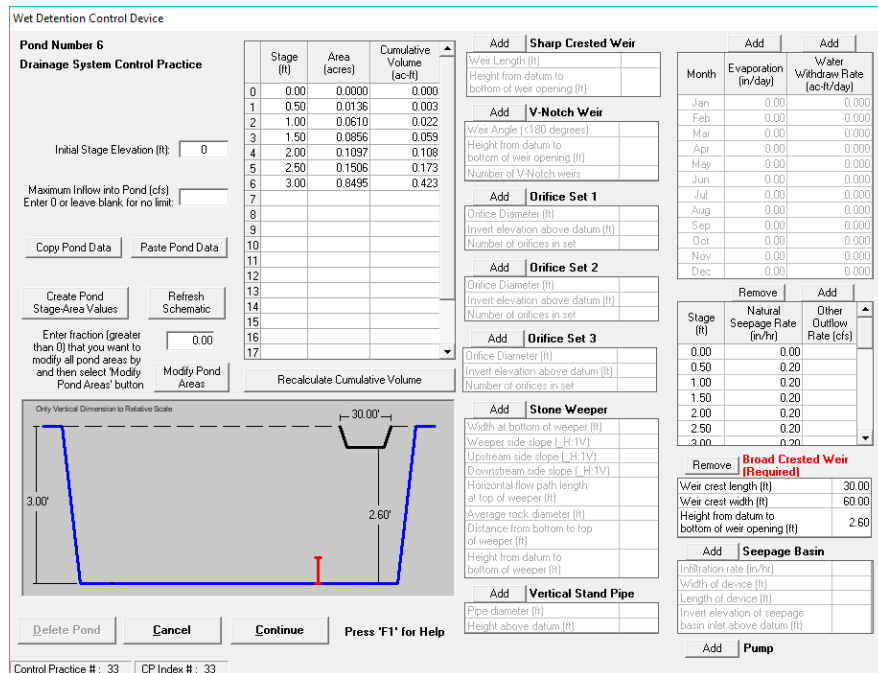 Wet Detention Control Device
Pond Number 6
Drainage System Control Practice
Initial Stage Elevation (ft): 0
Maximum Inflow into Pond (cfs)
Enter 0 or leave blank for no limit:
Copy Pond Data Paste Pond Data
Create Pond
Stage-Area Values
Refresh
Schematic
Enter fraction (greater
than 0) that you want to
modify all pond areas by
and then select 'Modify
Pond Areas' button
0.00
Modify Pond
Areas
Stage
(ft)
Area
(acres)
Cumulative
Volume
(ac-ft)
0 0.00 0.0000 0.000
1 0.50 0.0136 0.003
2 1.00 0.0610 0.022
3 1.50 0.0856 0.059
4 2.00 0.1097 0.108
5 2.50 0.1506 0.173
6 3.00 0.8495 0.423
7
8
9
10
11
12
13
14
15
16
17
Recalculate Cumulative Volume
Only Vertical Dimension to Relative Scale
30.00'
3.00'
2.60'
Delete Pond Cancel Continue Press 'F1' for Help
Control Practice # : 33 CP Index # : 33
Add Sharp Crested Weir
Weir Length (ft)
Height from datum to
bottom of weir opening (ft)
Add V-Notch Weir
Weir Angle (<180 degrees)
Height from datum to
bottom of weir opening (ft)
Number of V-Notch weirs
Add Orifice Set 1
Orifice Diameter (ft)
Invert elevation above datum (ft)
Number of orifices in set
Add Orifice Set 2
Orifice Diameter (ft)
Invert elevation above datum (ft)
Number of orifices in set
Add Orifice Set 3
Orifice Diameter (ft)
Invert elevation above datum (ft)
Number of orifices in set
Add Stone Weeper
Width at bottom of weeper (ft)
Weeper side slope (_H:1V)
Upstream side slope (_H:1V)
Downstream side slope (_H:1V)
Horizontal flow path length
at top of weeper (ft)
Average rock diameter (ft)
Distance from bottom to top
of weeper (ft)
Height from datum to
bottom of weeper (ft)
Add Vertical Stand Pipe
Pipe diameter (ft)
Height above datum (ft)
Add Add
Month
Evaporation
(in/day)
Water
Withdraw Rate
(ac-ft/day)
Jan 0.00 0.000
Feb 0.00 0.000
Mar 0.00 0.000
Apr 0.00 0.000
May 0.00 0.000
Jun 0.00 0.000
Jul 0.00 0.000
Aug 0.00 0.000
Sep 0.00 0.000
Oct 0.00 0.000
Nov 0.00 0.000
Dec 0.00 0.000
Remove Add
Stage
(ft)
Natural
Seepage Rate
(in/hr)
Other
Outflow
Rate (cfs)
0.00 0.00
0.50 0.20
1.00 0.20
1.50 0.20
2.00 0.20
2.50 0.20
3.00 0.20
Remove Broad Crested Weir
(Required)
Weir crest length (ft) 30.00
Weir crest width (ft) 60.00
Height from datum to
bottom of weir opening (ft) 2.60
Add Seepage Basin
Infiltration rate (in/hr)
Width of device (ft)
Length of device (ft)
Invert elevation of seepage
basin inlet above datum (ft)
Add Pump